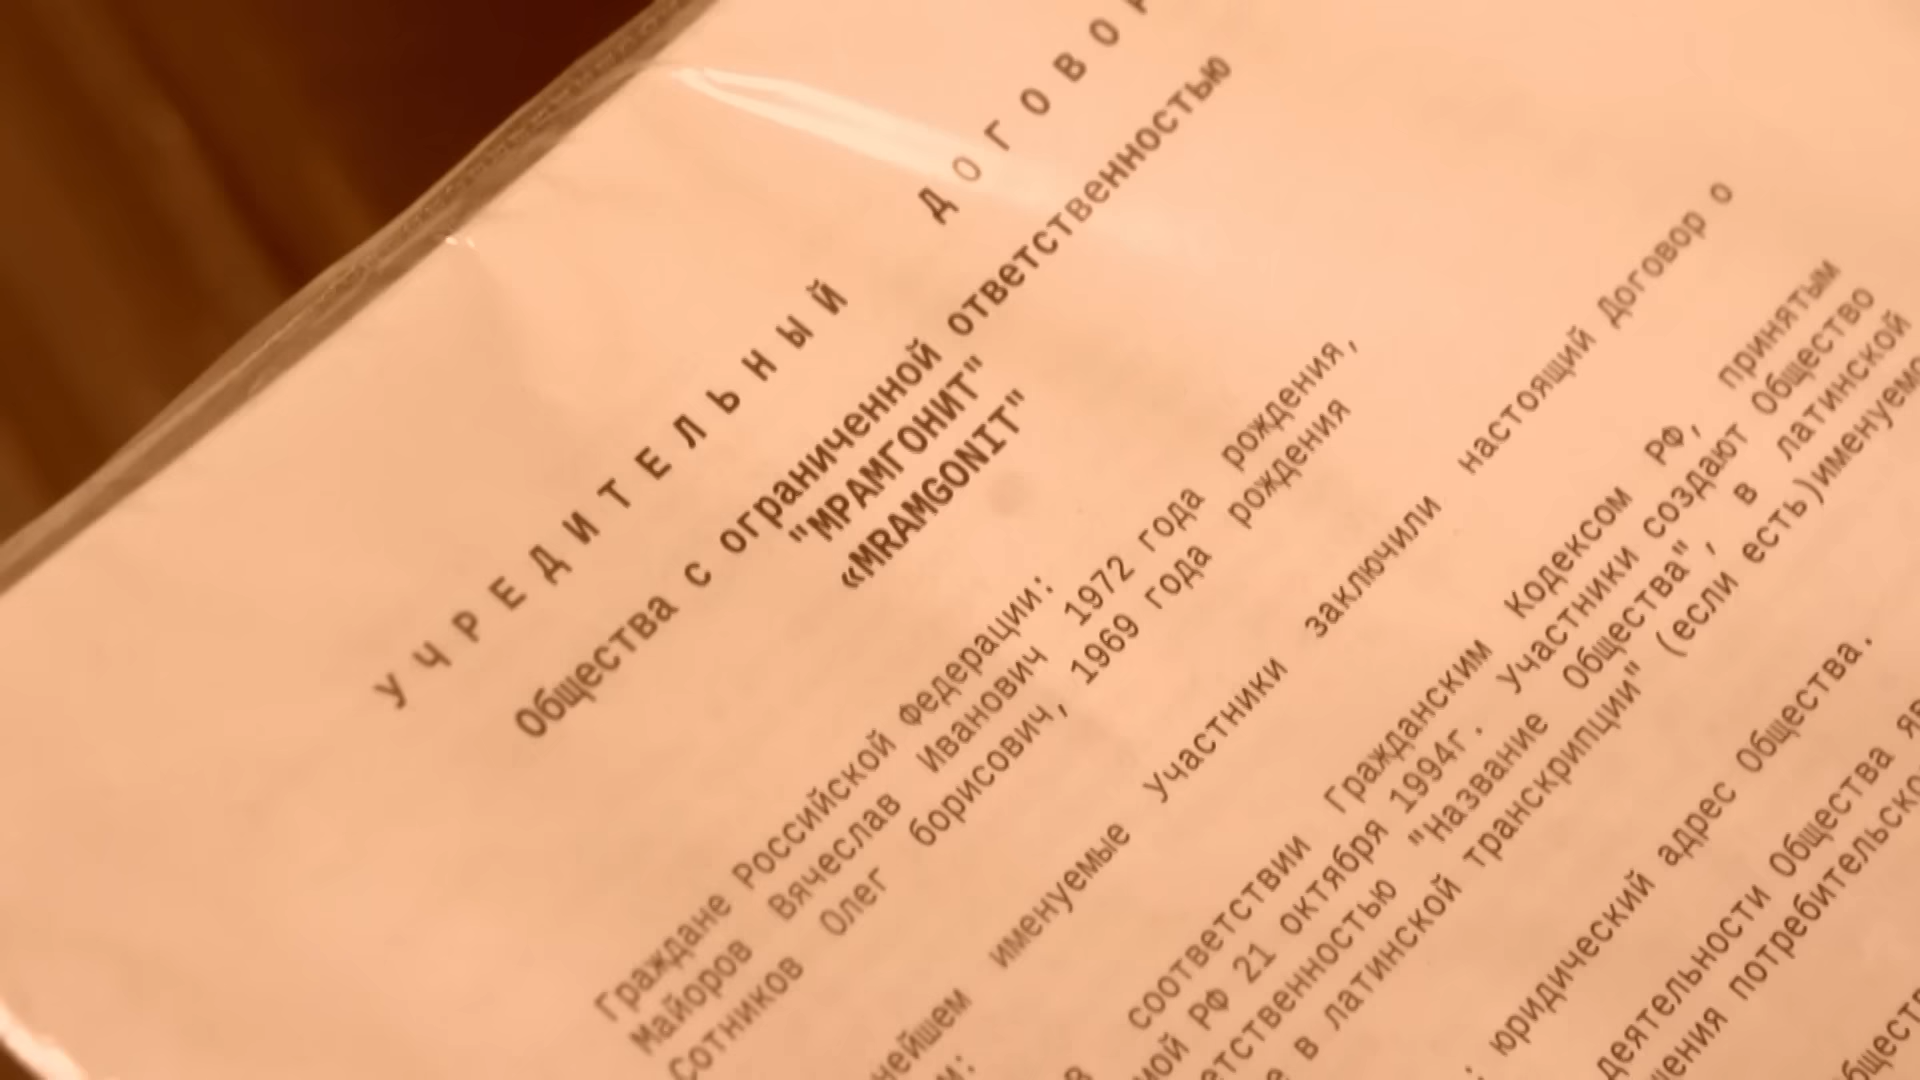 У Ч Р Е Д И Т Е Л Ь Н Ы Й Д О Г О В О Р
Общества с ограниченной ответственностью
"МРАМГОНИТ"
«MRAMGONIT"
Граждане Российской Федерации:
Майоров Вячеслав Иванович 1972 года рождения,
Сотников Олег борисович, 1969 года рождения
именуемые Участники заключили настоящий Договор о
соответствии Гражданским Кодексом РФ, принятым
РФ 21 октября 1994г. Участники создают Общество
"Название Общества", в латинской
в латинской транскрипции" (если есть)именуемо
юридический адрес Общества.
деятельности Общества яв
потребительско